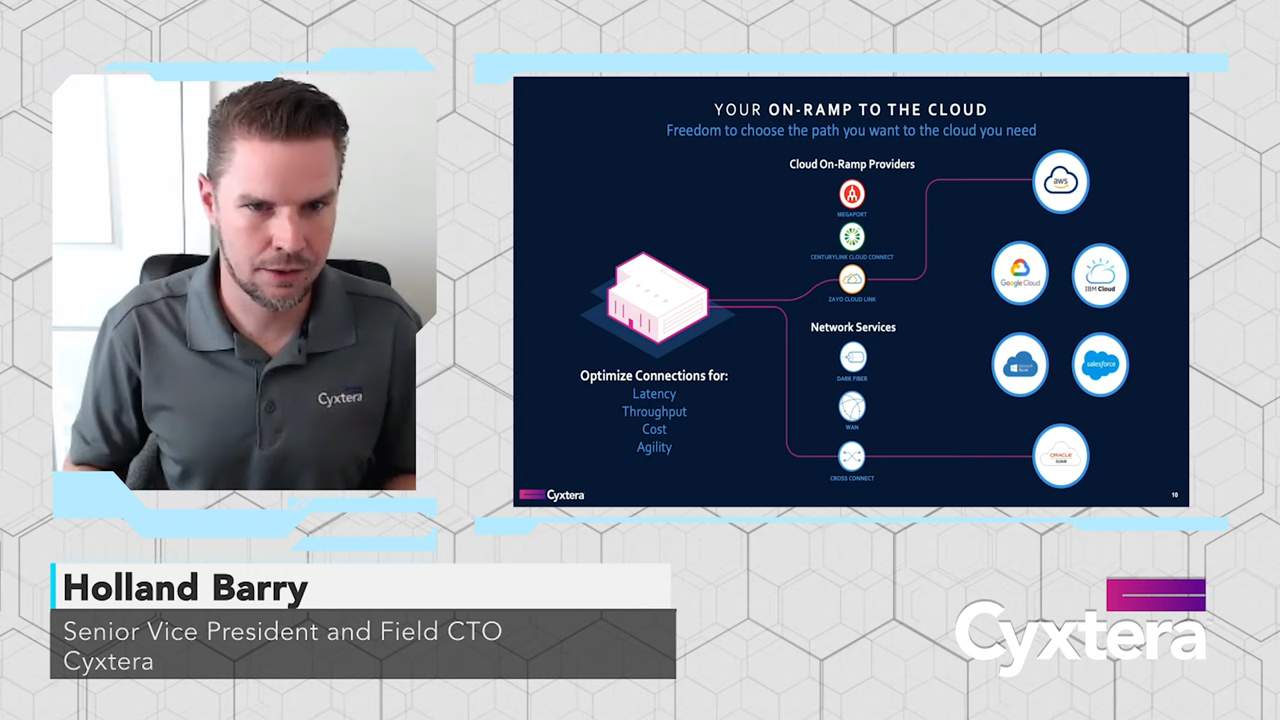 YOUR ON-RAMP TO THE CLOUD
Freedom to choose the path you want to the cloud you need
Cloud On-Ramp Providers
MEGAPORT
CENTURYLINK CLOUD CONNECT
ZAYO CLOUD LINK
Network Services
DARK FIBER
WAN
CROSS CONNECT
Optimize Connections for:
Latency
Throughput
Cost
Agility
aws
Google Cloud
IBM Cloud
salesforce
ORACLE
CLOUD
Cyxtera
10
Cyxtera
Holland Barry
Senior Vice President and Field CTO
Cyxtera
Cyxtera